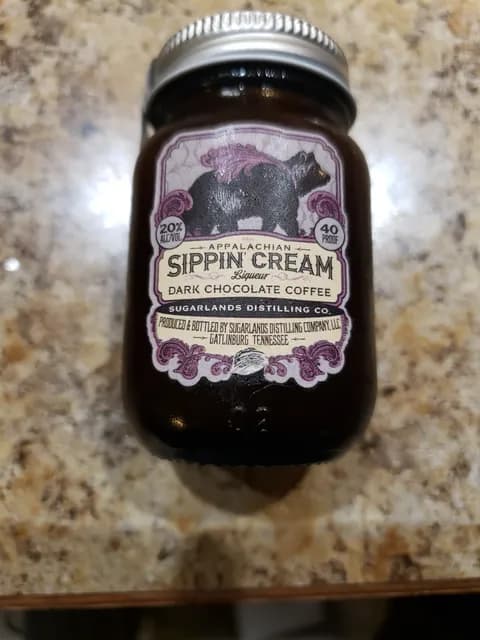 20%
ALC/VOL
40
PROOF
APPALACHIAN
SIPPIN' CREAM
Liqueur
DARK CHOCOLATE COFFEE
SUGARLANDS DISTILLING CO.
PRODUCED & BOTTLED BY SUGARLANDS DISTILLING COMPANY, LLC
GATLINBURG TENNESSEE